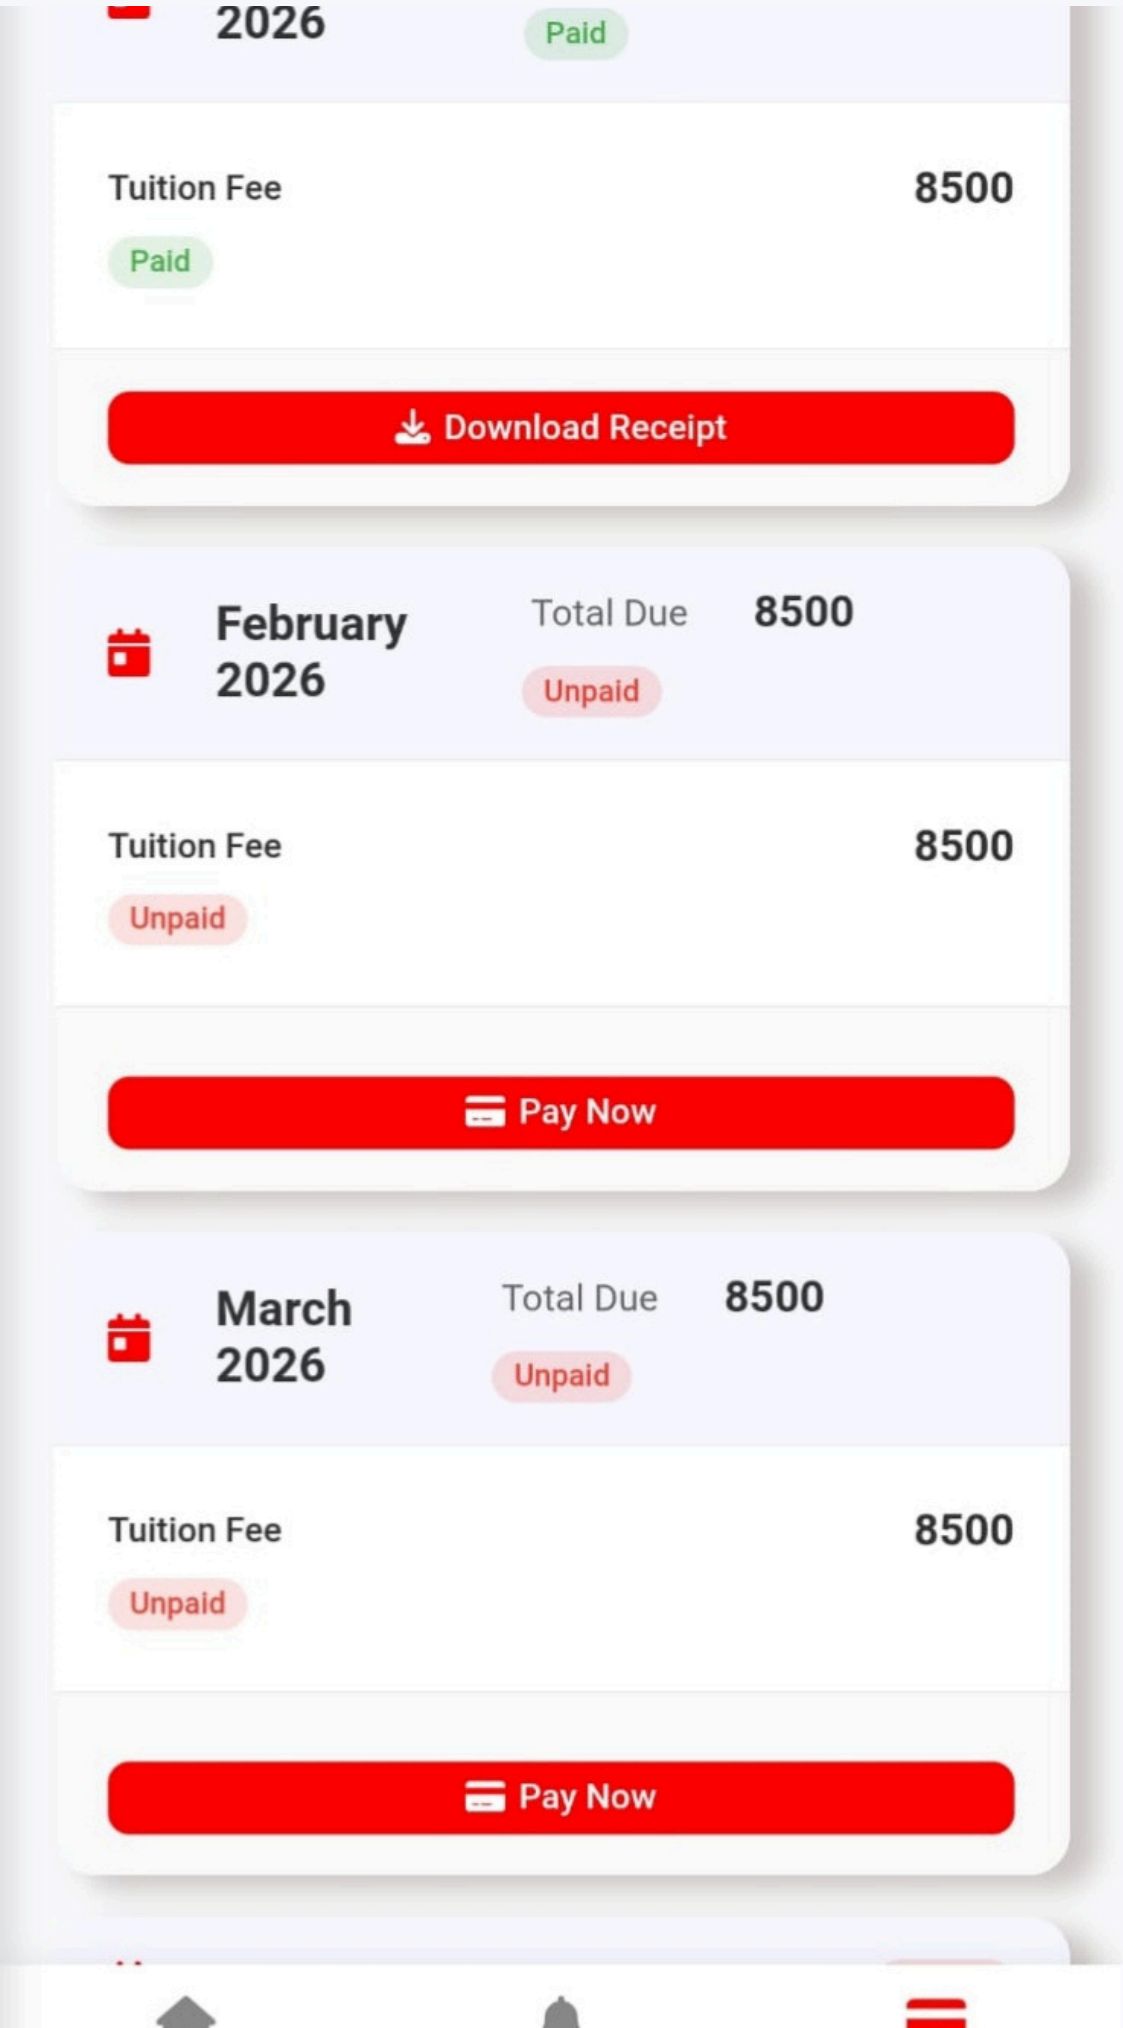 2026
Paid
Tuition Fee 8500
Paid
Download Receipt
February
2026
Total Due 8500
Unpaid
Tuition Fee 8500
Unpaid
Pay Now
March
2026
Total Due 8500
Unpaid
Tuition Fee 8500
Unpaid
Pay Now